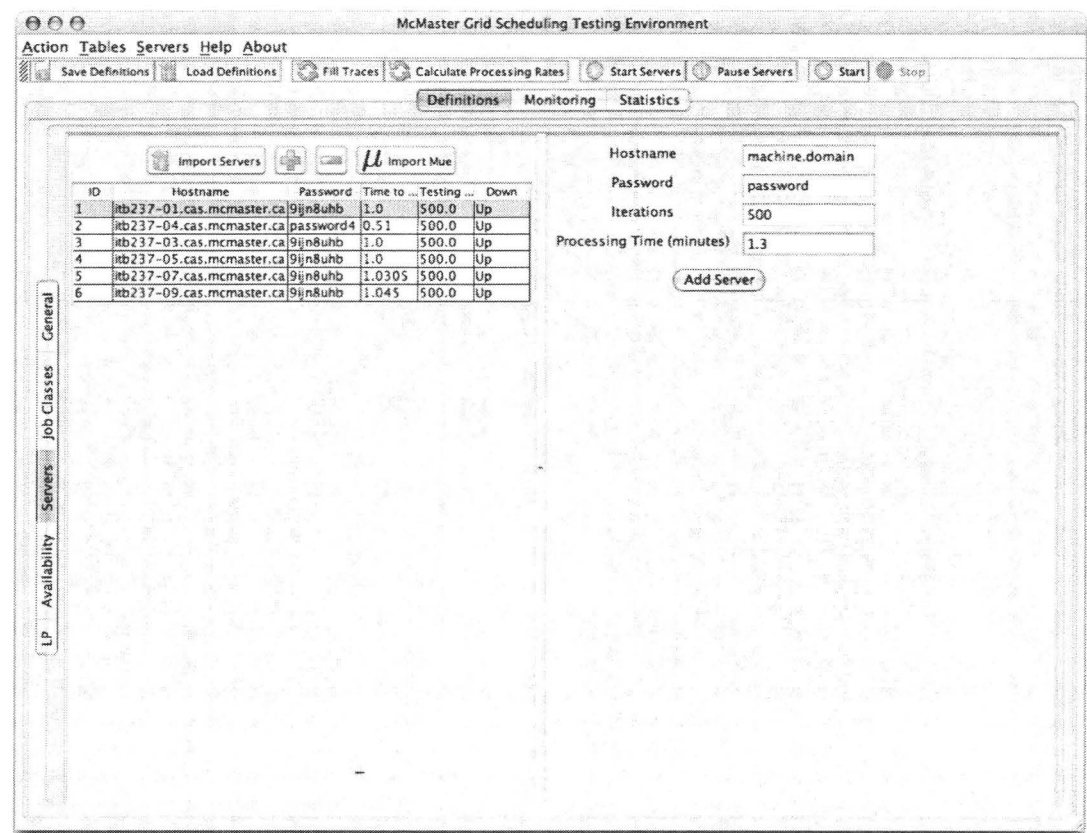 McMaster Grid Scheduling Testing Environment
Action Tables Servers Help About
Save Definitions Load Definitions Fill Traces Calculate Processing Rates Start Servers Pause Servers Start Stop
Definitions Monitoring Statistics
Import Servers μ Import Mue
ID Hostname Password Time to ... Testing ... Down
1 itb237-01.cas.mcmaster.ca 9ijn8uhb 1.0 500.0 Up
2 itb237-04.cas.mcmaster.ca password4 0.51 500.0 Up
3 itb237-03.cas.mcmaster.ca 9ijn8uhb 1.0 500.0 Up
4 itb237-05.cas.mcmaster.ca 9ijn8uhb 1.0 500.0 Up
5 itb237-07.cas.mcmaster.ca 9ijn8uhb 1.0305 500.0 Up
6 itb237-09.cas.mcmaster.ca 9ijn8uhb 1.045 500.0 Up
Hostname machine.domain
Password password
Iterations 500
Processing Time (minutes) 1.3
Add Server
General
Job Classes
Servers
Availability
LP